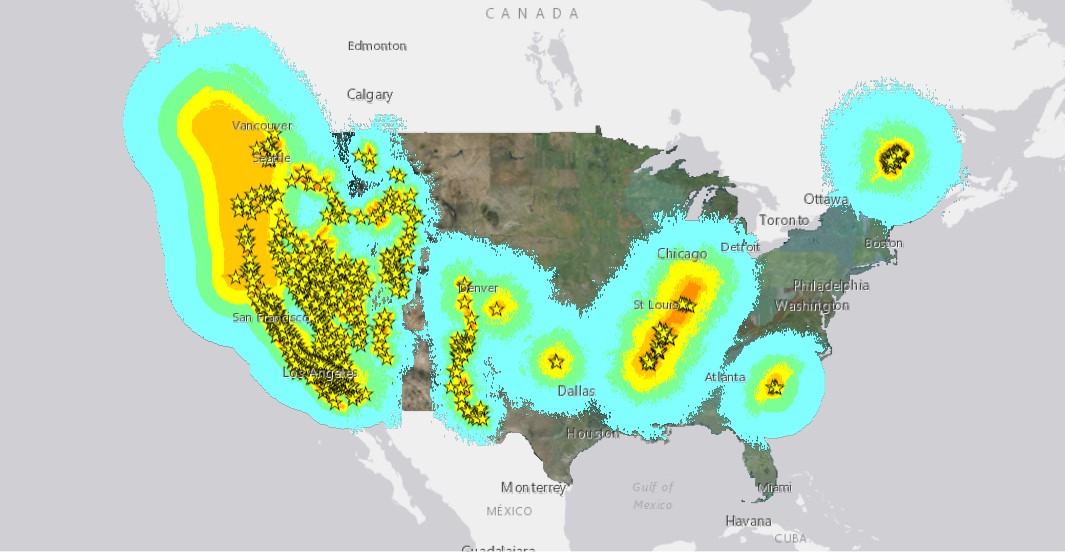 CANADA
Edmonton
Calgary
Vancouver
Seattle
Ottawa
Toronto
Boston
Detroit
Chicago
Philadelphia
Denver
St Louis
Washington
San Francisco
Los Angeles
Atlanta
Dallas
Houston
Monterrey
Gulf of
Mexico
Miami
MÉXICO
Havana
CUBA
Guadalajara